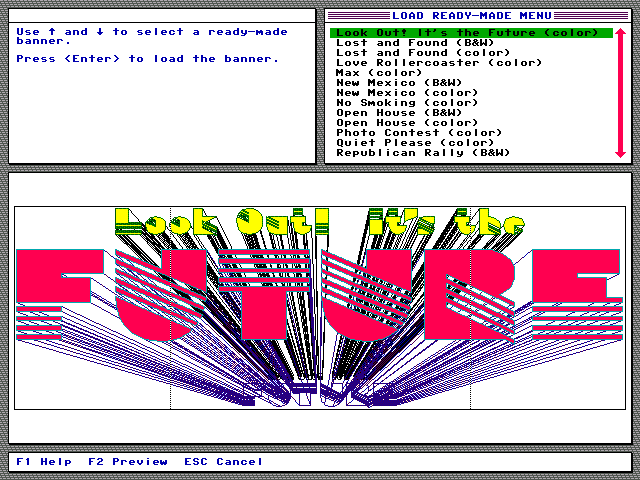 Use ↑ and ↓ to select a ready-made
banner.
Press <Enter> to load the banner.
LOAD READY-MADE MENU
Look Out! It's the Future (color)
Lost and Found (B&W)
Lost and Found (color)
Love Rollercoaster (color)
Max (color)
New Mexico (B&W)
New Mexico (color)
No Smoking (color)
Open House (B&W)
Open House (color)
Photo Contest (color)
Quiet Please (color)
Republican Rally (B&W)
Look Out! It's the
FUTURE
F1 Help F2 Preview ESC Cancel